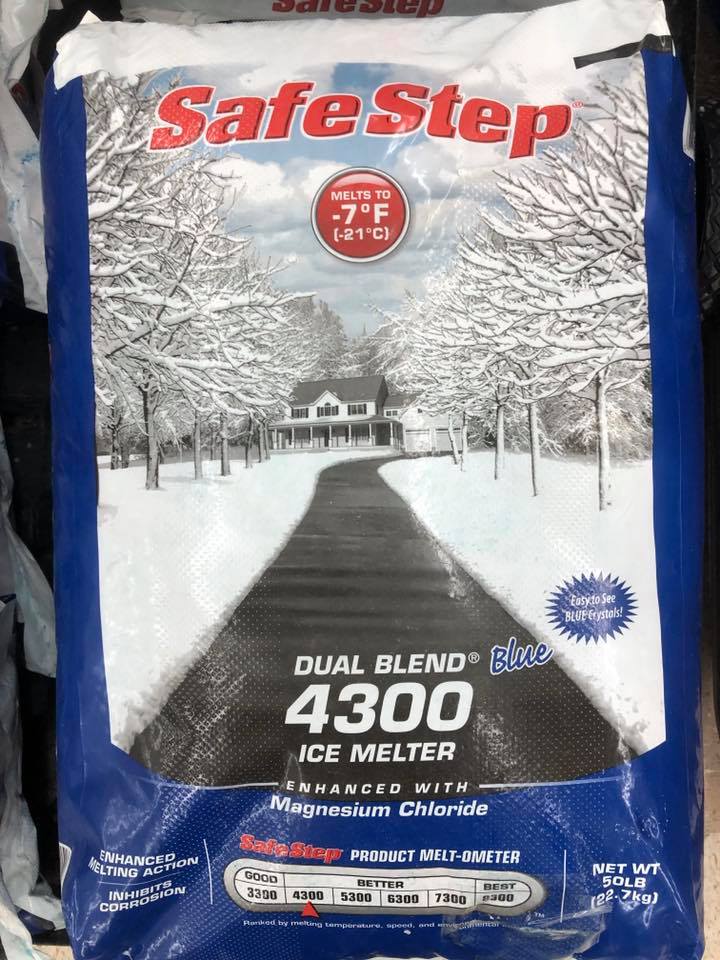 SafeStep
SafeStep®
MELTS TO
-7°F
(-21°C)
Easy to See
BLUE Crystals!
DUAL BLEND® Blue
4300
ICE MELTER
ENHANCED WITH
Magnesium Chloride
ENHANCED
MELTING ACTION
INHIBITS
CORROSION
SafeStep PRODUCT MELT-OMETER
GOOD BETTER BEST
3300 4300 5300 6300 7300 8300
TM
Ranked by melting temperature, speed, and environmental
NET WT
50LB
(22.7kg)